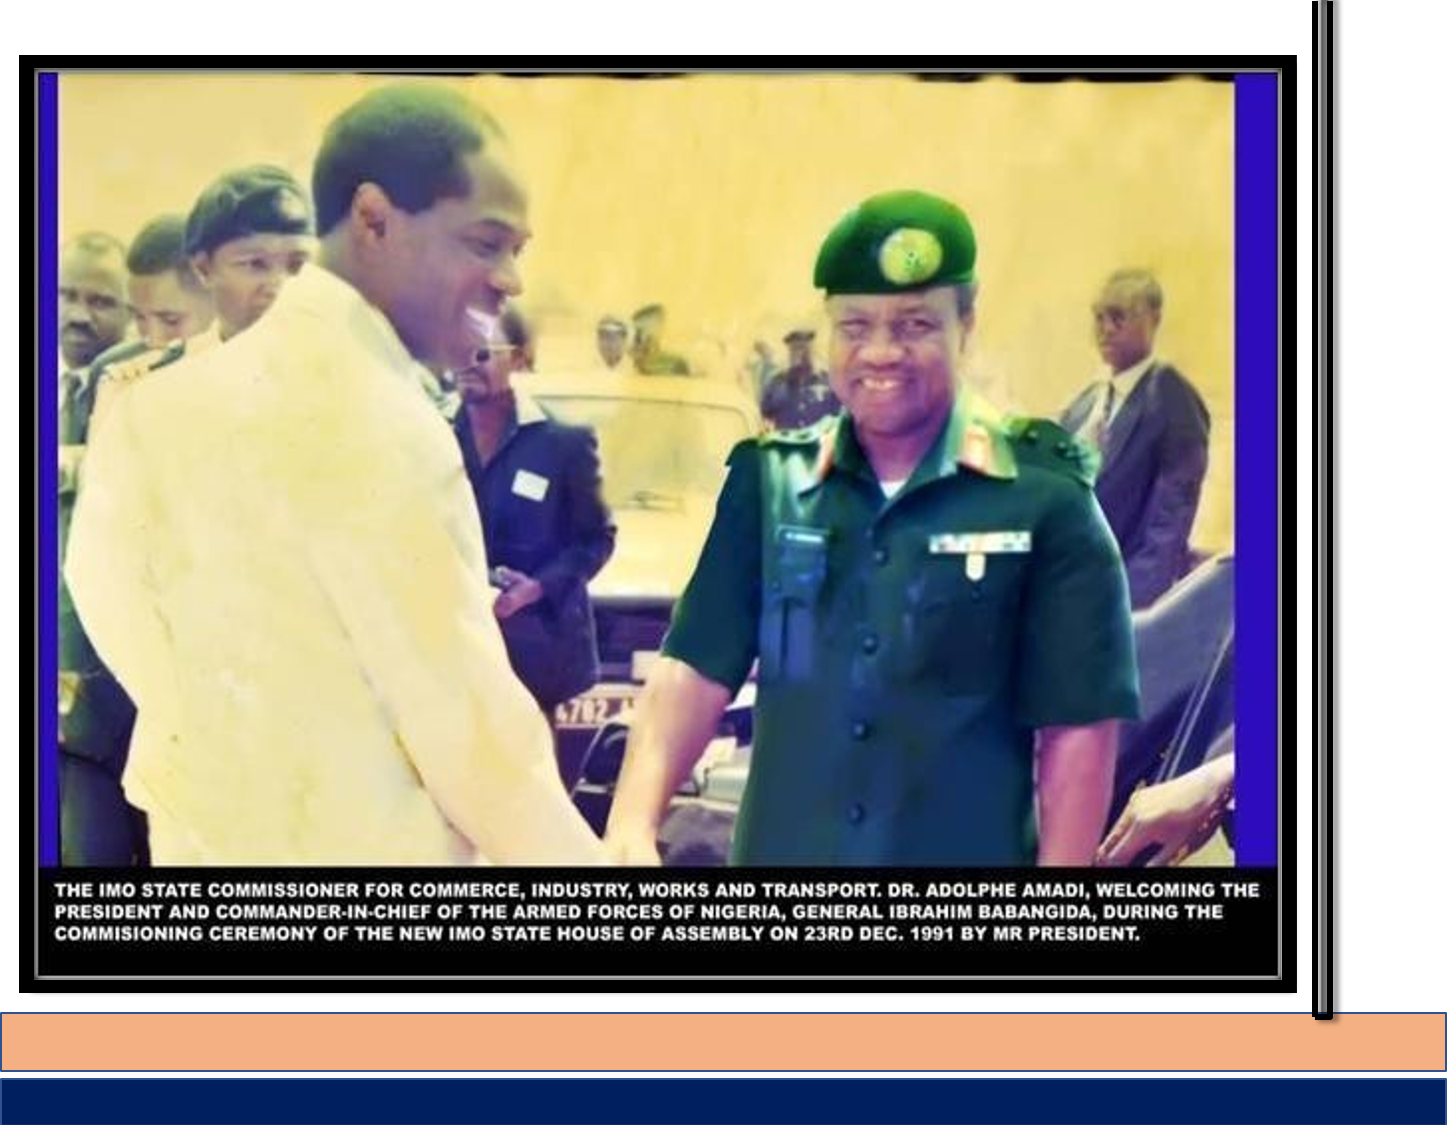 4702
THE IMO STATE COMMISSIONER FOR COMMERCE, INDUSTRY, WORKS AND TRANSPORT. DR. ADOLPHE AMADI, WELCOMING THE
PRESIDENT AND COMMANDER-IN-CHIEF OF THE ARMED FORCES OF NIGERIA, GENERAL IBRAHIM BABANGIDA, DURING THE
COMMISIONING CEREMONY OF THE NEW IMO STATE HOUSE OF ASSEMBLY ON 23RD DEC. 1991 BY MR PRESIDENT.